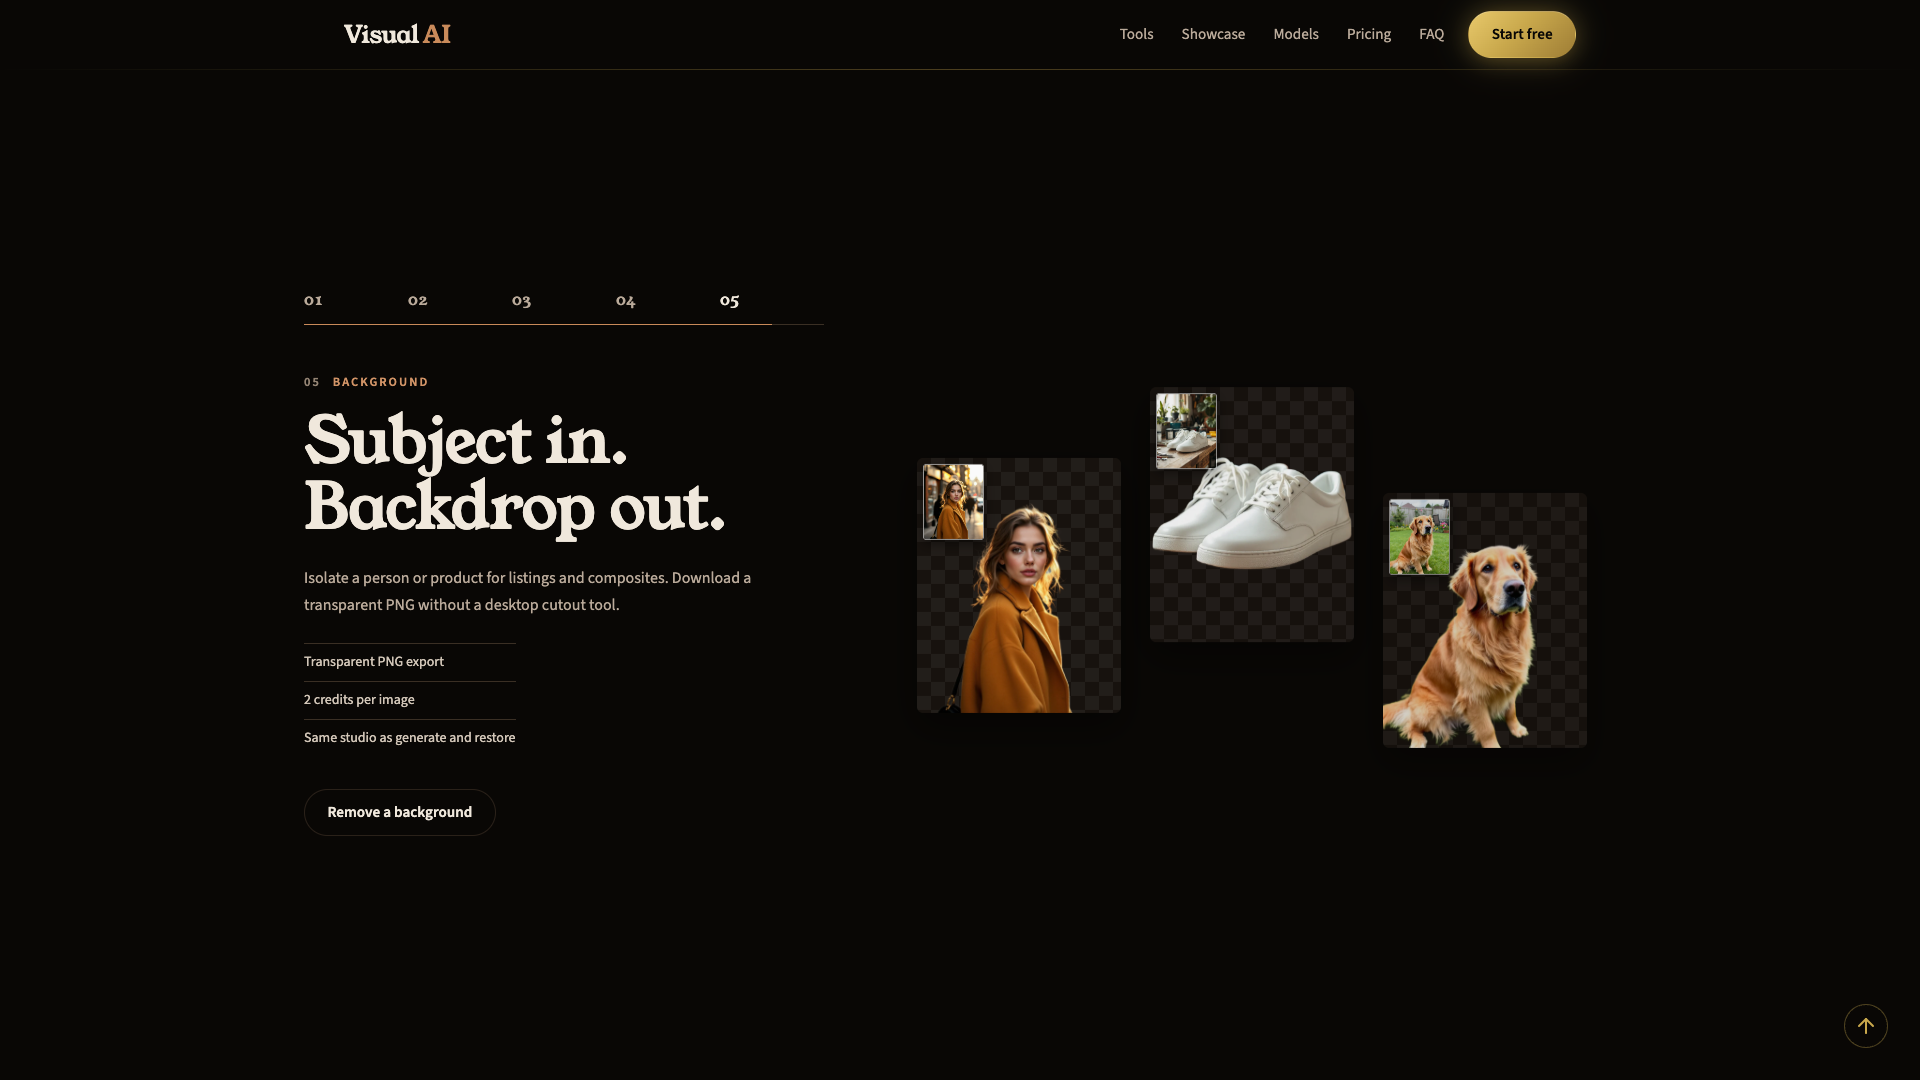 Visual AI
Tools
Showcase
Models
Pricing
FAQ
Start free
01
02
03
04
05
05 BACKGROUND
Subject in.
Backdrop out.
Isolate a person or product for listings and composites. Download a
transparent PNG without a desktop cutout tool.
Transparent PNG export
2 credits per image
Same studio as generate and restore
Remove a background